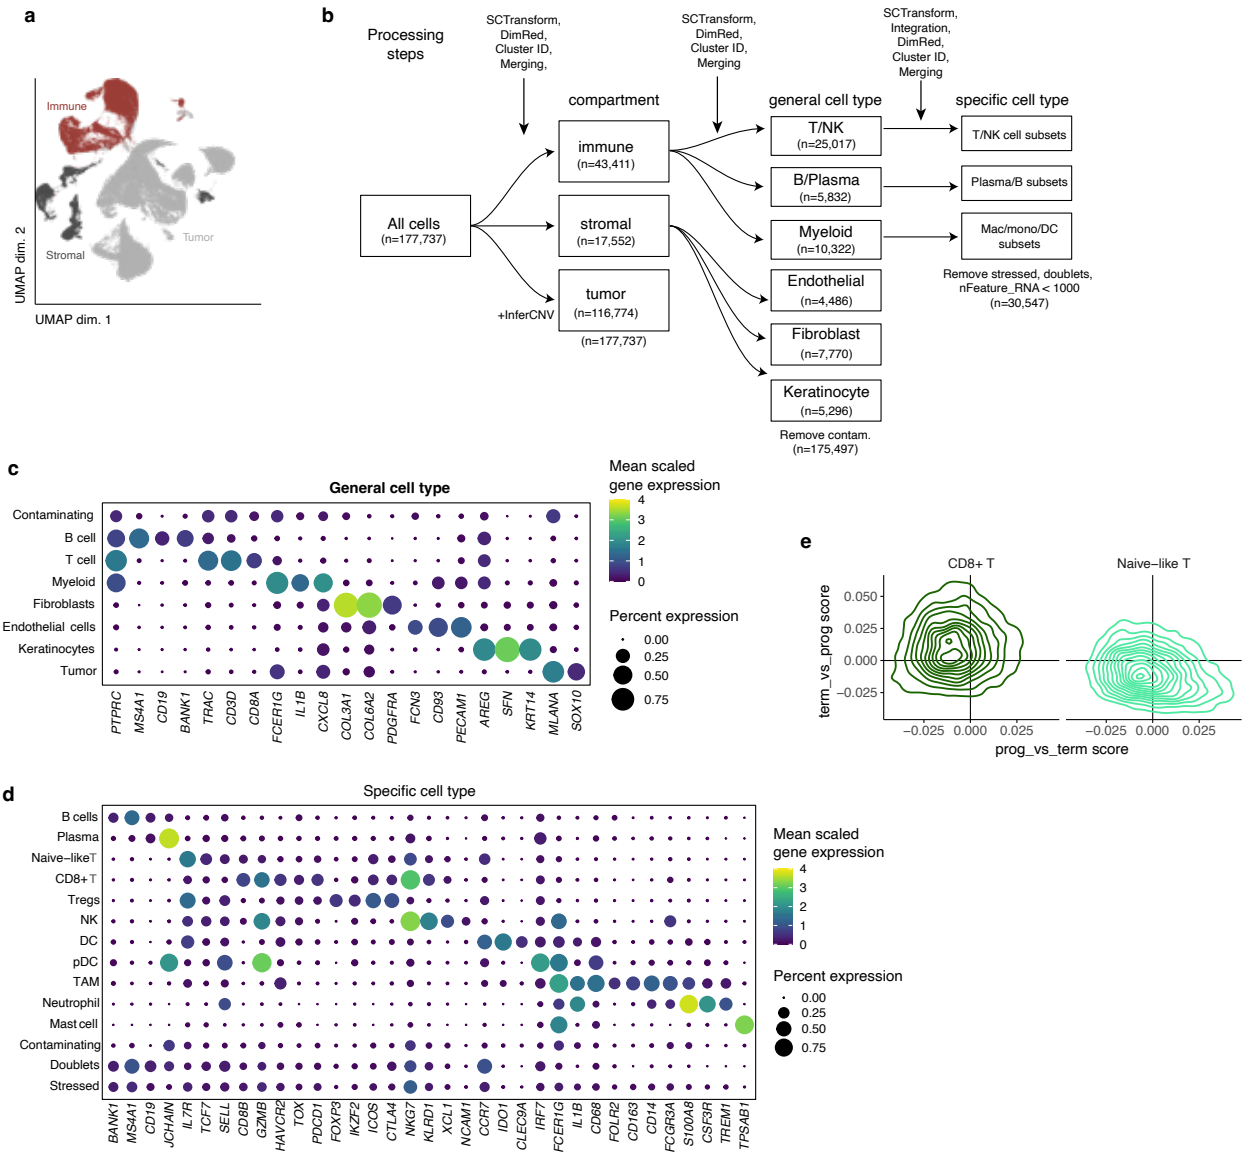 a
Immune
Tumor
Stromal
UMAP dim. 2
UMAP dim. 1
b
Processing
steps
SCTransform,
DimRed,
Cluster ID,
Merging,
SCTransform,
DimRed,
Cluster ID,
Merging
SCTransform,
Integration,
DimRed,
Cluster ID,
Merging
compartment
general cell type
specific cell type
All cells
(n=177,737)
immune
(n=43,411)
stromal
(n=17,552)
tumor
(n=116,774)
+InferCNV
(n=177,737)
T/NK
(n=25,017)
B/Plasma
(n=5,832)
Myeloid
(n=10,322)
Endothelial
(n=4,486)
Fibroblast
(n=7,770)
Keratinocyte
(n=5,296)
Remove contam.
(n=175,497)
T/NK cell subsets
Plasma/B subsets
Mac/mono/DC
subsets
Remove stressed, doublets,
nFeature_RNA < 1000
(n=30,547)
c
General cell type
Contaminating
B cell
T cell
Myeloid
Fibroblasts
Endothelial cells
Keratinocytes
Tumor
PTPRC
MS4A1
CD19
BANK1
TRAC
CD3D
CD8A
FCER1G
IL1B
CXCL8
COL3A1
COL6A2
PDGFRA
FCN3
CD93
PECAM1
AREG
SFN
KRT14
MLANA
SOX10
Mean scaled
gene expression
4
3
2
1
0
Percent expression
0.00
0.25
0.50
0.75
e
CD8+ T
Naive−like T
term_vs_prog score
0.050
0.025
0.000
−0.025
−0.025 0.000 0.025
−0.025 0.000 0.025
prog_vs_term score
d
Specific cell type
B cells
Plasma
Naive−likeT
CD8+T
Tregs
NK
DC
pDC
TAM
Neutrophil
Mast cell
Contaminating
Doublets
Stressed
BANK1
MS4A1
CD19
JCHAIN
IL7R
TCF7
SELL
CD8B
GZMB
HAVCR2
TOX
PDCD1
FOXP3
IKZF2
ICOS
CTLA4
NKG7
KLRD1
XCL1
NCAM1
CCR7
IDO1
CLEC9A
IRF7
FCER1G
IL1B
CD68
FOLR2
CD163
CD14
FCGR3A
S100A8
CSF3R
TREM1
TPSAB1
Mean scaled
gene expression
4
3
2
1
0
Percent expression
0.00
0.25
0.50
0.75